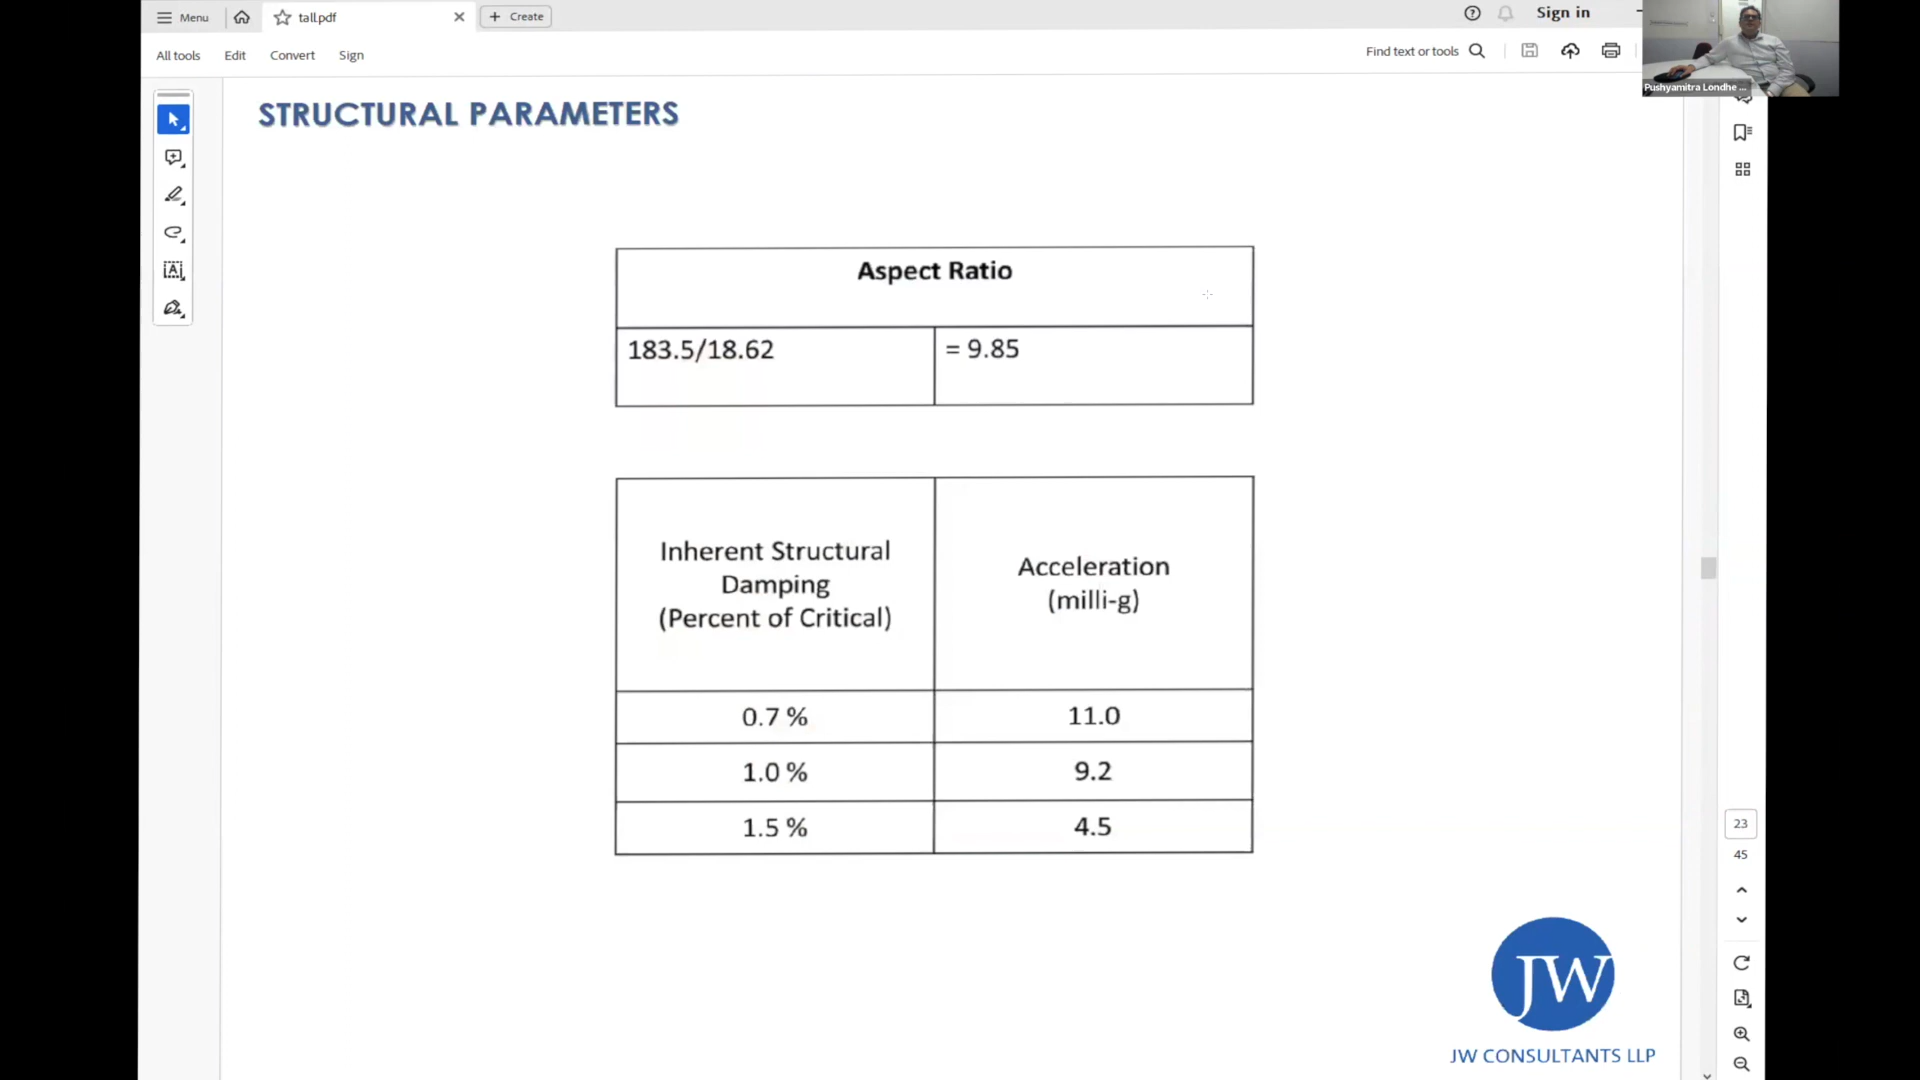 Menu
tall.pdf
Create
Sign in
All tools
Edit
Convert
Sign
Find text or tools
Pushyamitra Londhe ...
STRUCTURAL PARAMETERS
Aspect Ratio
183.5/18.62
= 9.85
Inherent Structural
Damping
(Percent of Critical)
Acceleration
(milli-g)
0.7 %
11.0
1.0 %
9.2
1.5 %
4.5
23
45
JW
JW CONSULTANTS LLP